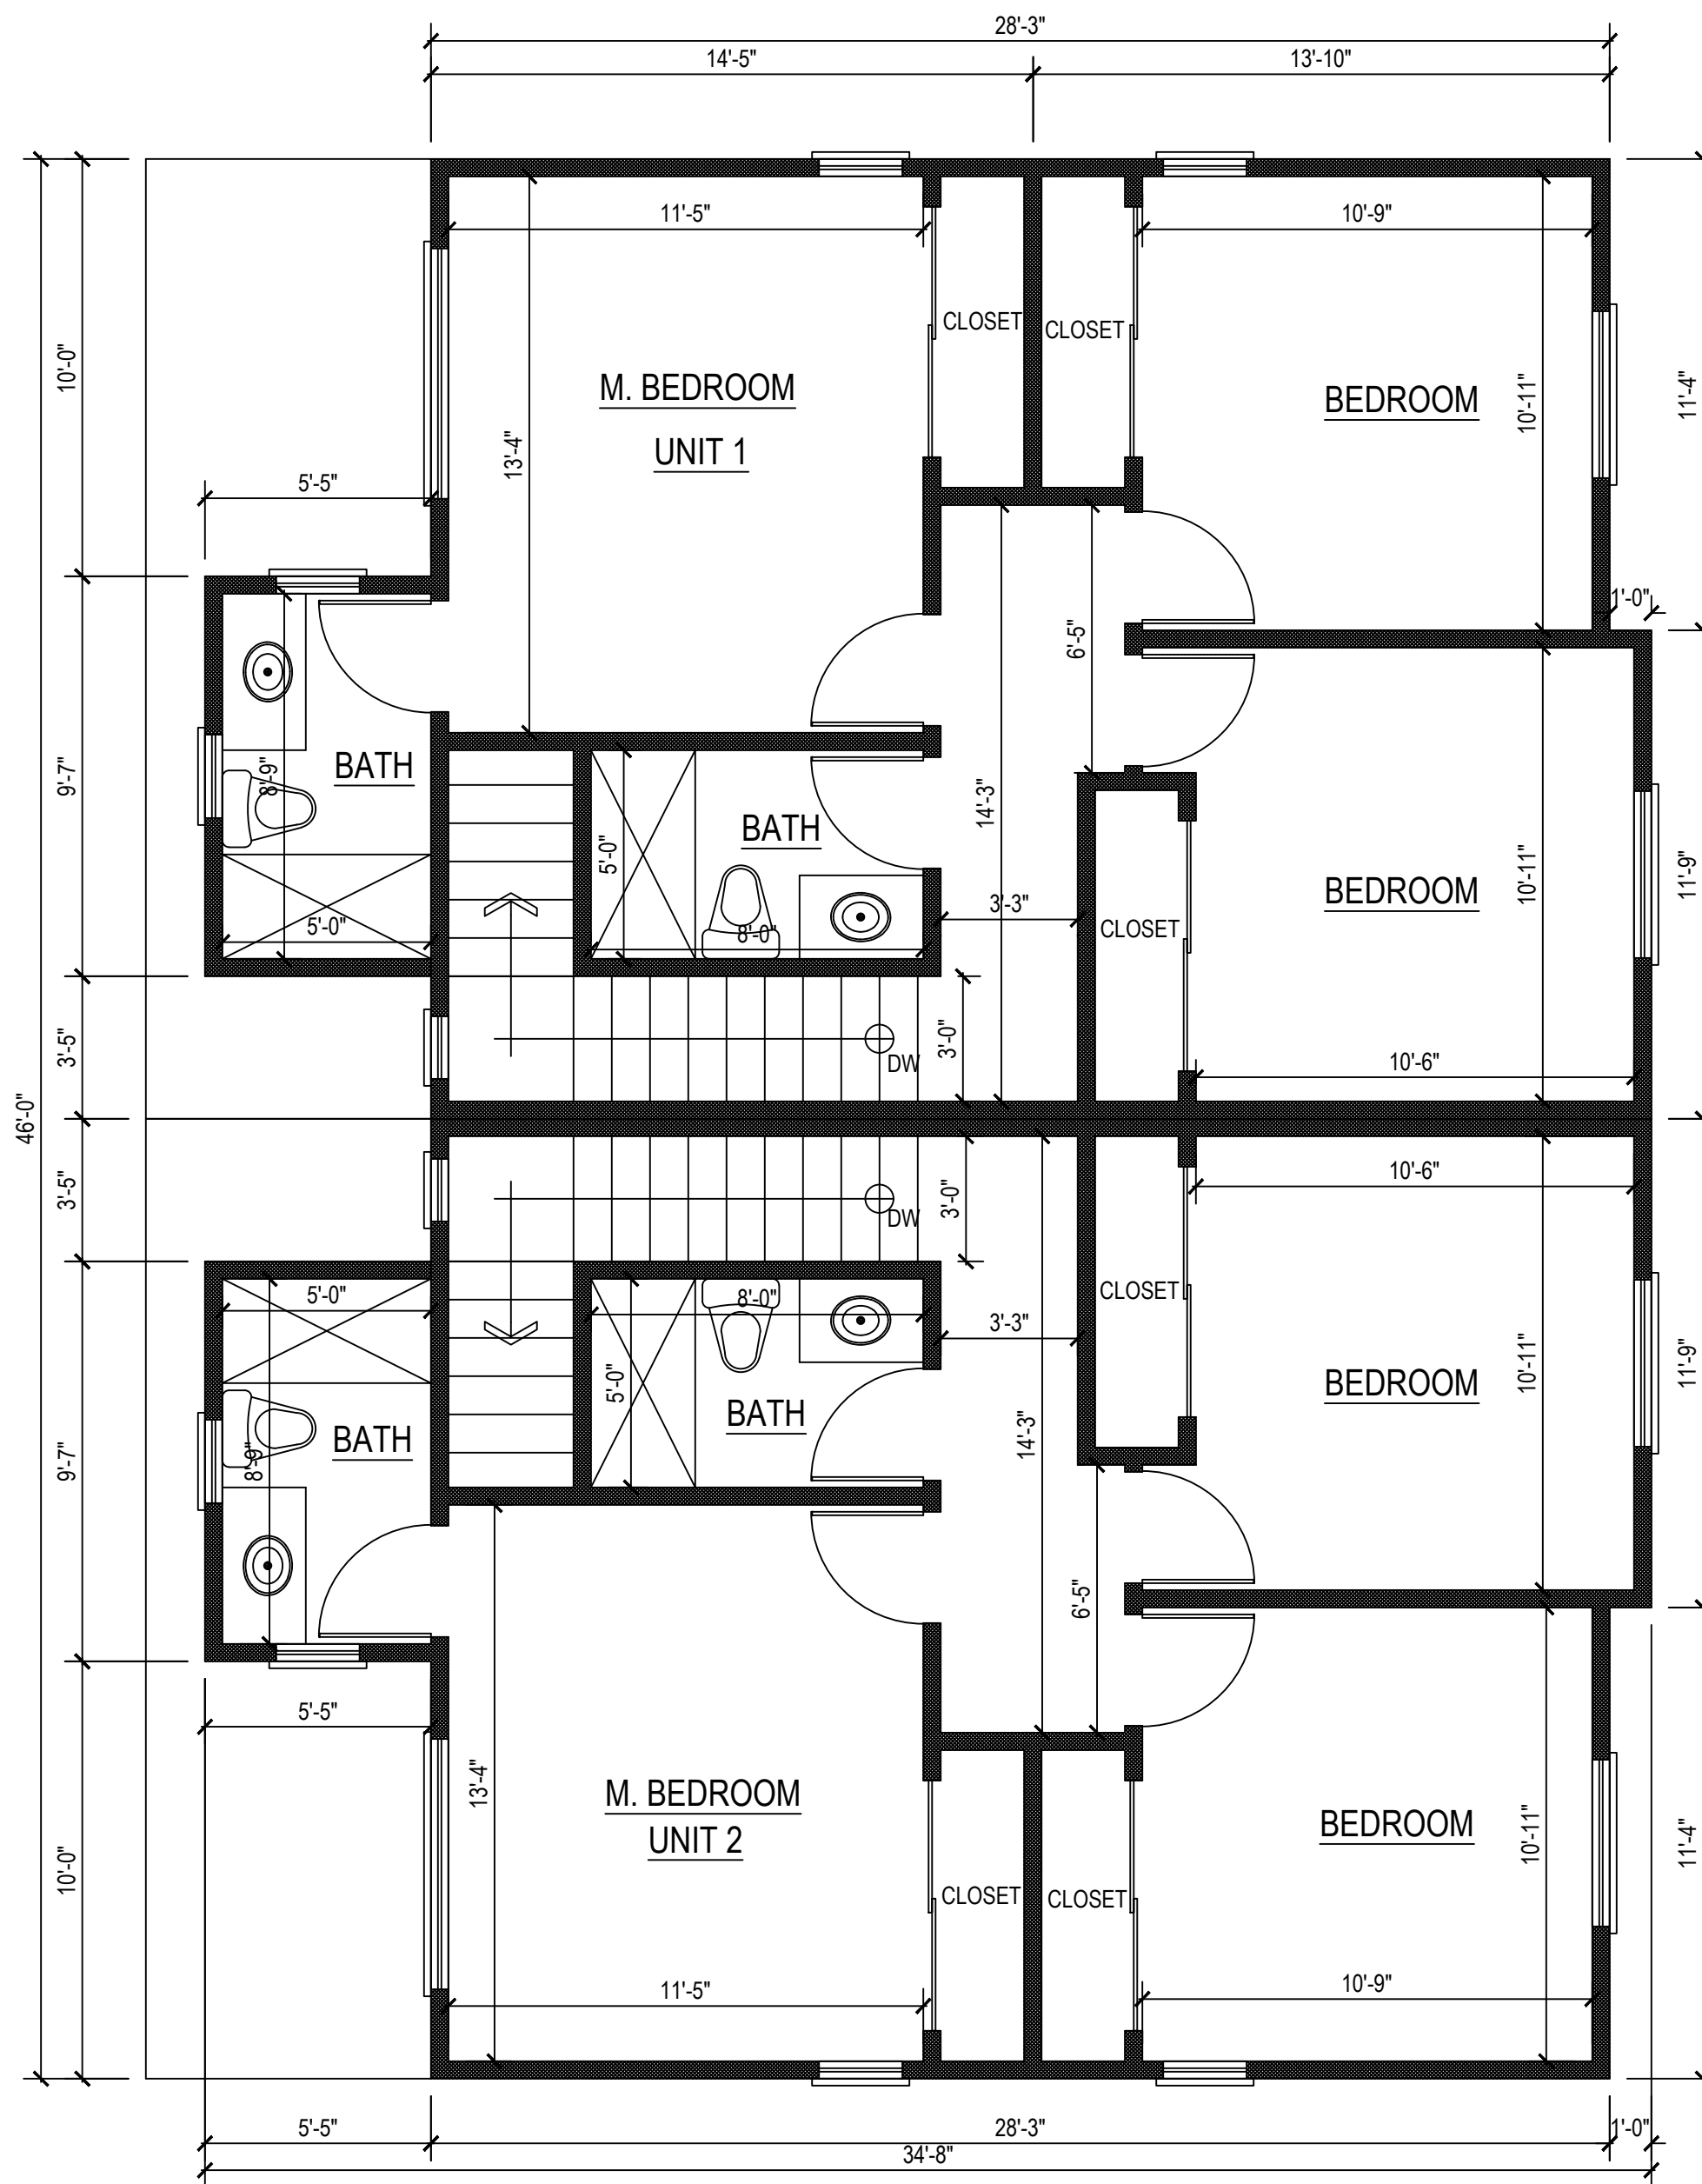 28'-3"
14'-5"
13'-10"
11'-5"
10'-9"
CLOSET
CLOSET
M. BEDROOM
UNIT 1
BEDROOM
10'-0"
13'-4"
10'-11"
11'-4"
5'-5"
1'-0"
6'-5"
9'-7"
8'-9"
BATH
BATH
14'-3"
5'-0"
BEDROOM
10'-11"
11'-9"
5'-0"
8'-0"
3'-3"
CLOSET
3'-5"
3'-0"
DW
10'-6"
46'-0"
3'-5"
3'-0"
DW
10'-6"
5'-0"
8'-0"
3'-3"
CLOSET
5'-0"
BATH
BATH
BEDROOM
10'-11"
11'-9"
9'-7"
8'-9"
14'-3"
6'-5"
5'-5"
13'-4"
M. BEDROOM
UNIT 2
BEDROOM
10'-11"
11'-4"
10'-0"
CLOSET
CLOSET
11'-5"
10'-9"
5'-5"
28'-3"
1'-0"
34'-8"